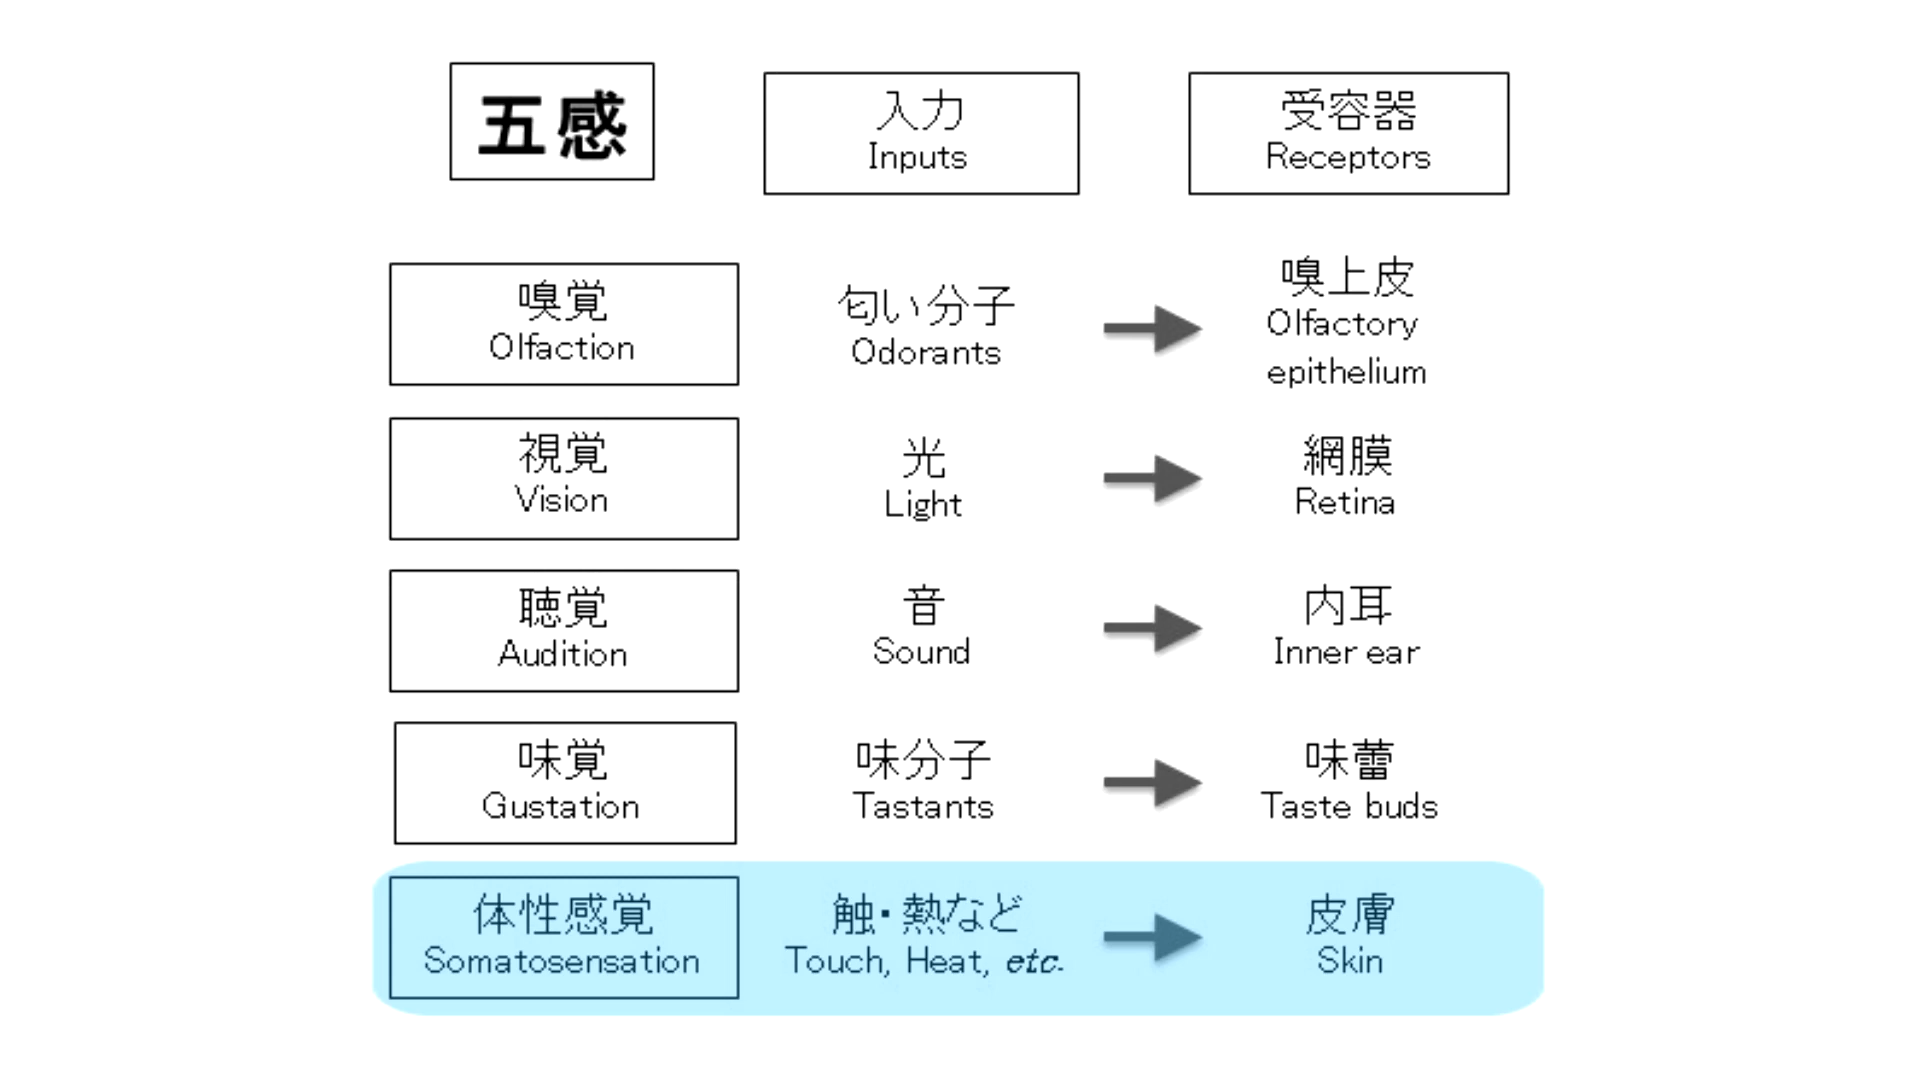 五感
入力
Inputs
受容器
Receptors
嗅覚
Olfaction
匂い分子
Odorants
嗅上皮
Olfactory
epithelium
視覚
Vision
光
Light
網膜
Retina
聴覚
Audition
音
Sound
内耳
Inner ear
味覚
Gustation
味分子
Tastants
味蕾
Taste buds
体性感覚
Somatosensation
触・熱など
Touch, Heat, etc.
皮膚
Skin